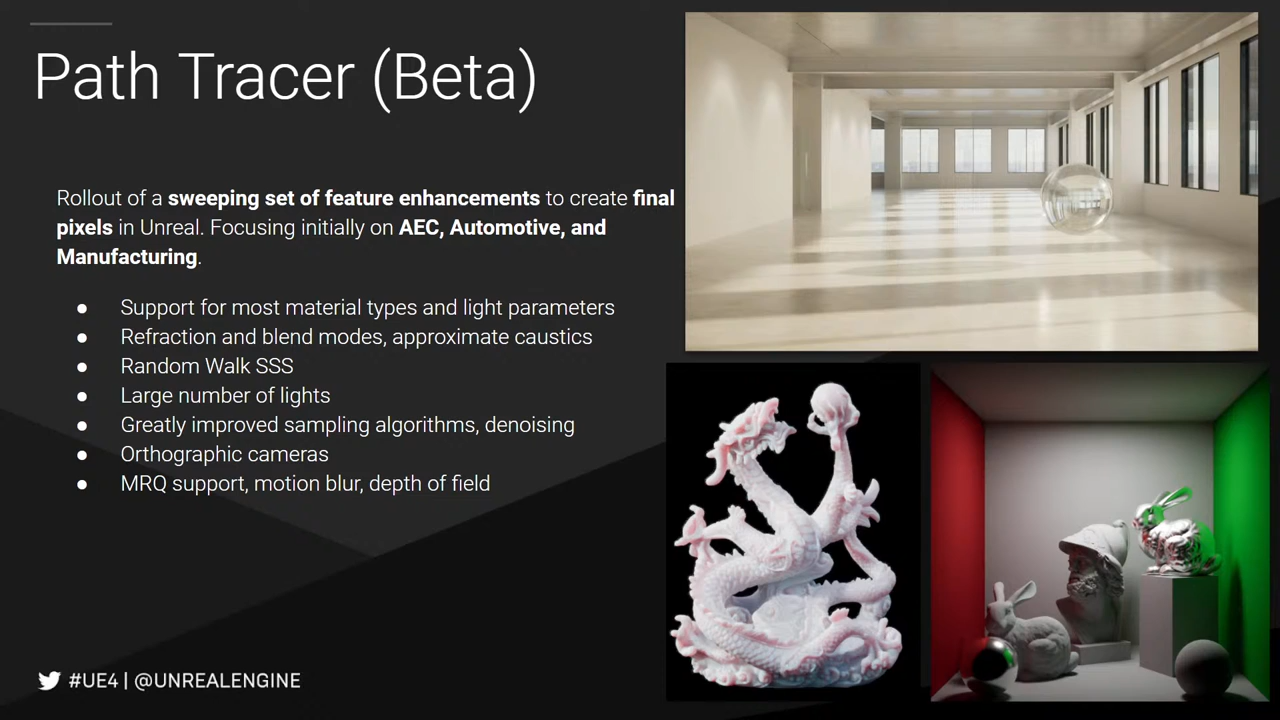 Path Tracer (Beta)
Rollout of a sweeping set of feature enhancements to create final
pixels in Unreal. Focusing initially on AEC, Automotive, and
Manufacturing.
● Support for most material types and light parameters
● Refraction and blend modes, approximate caustics
● Random Walk SSS
● Large number of lights
● Greatly improved sampling algorithms, denoising
● Orthographic cameras
● MRQ support, motion blur, depth of field
#UE4 | @UNREALENGINE